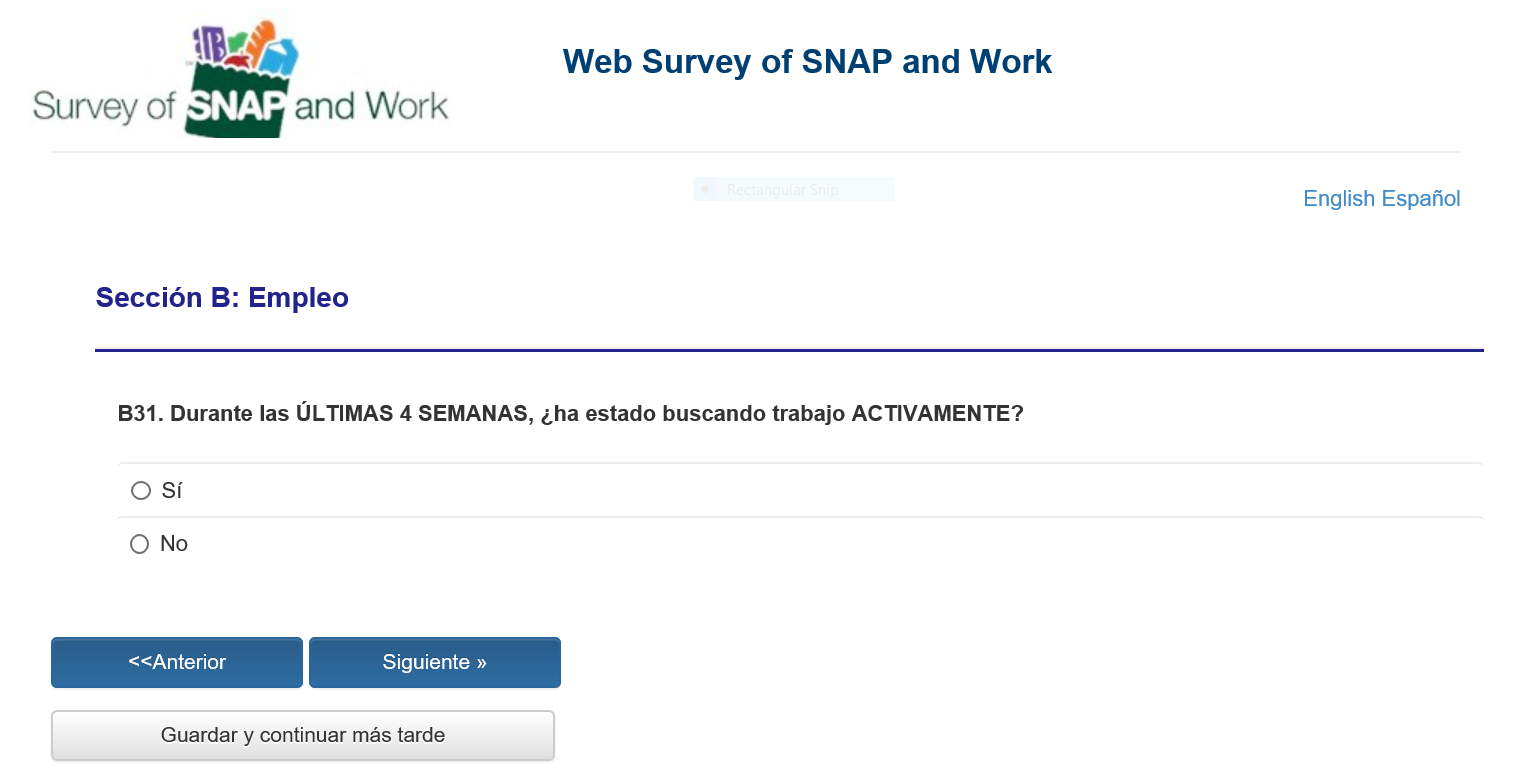 Survey of SNAP and Work
Web Survey of SNAP and Work
Rectangular Snip
English Español
Sección B: Empleo
B31. Durante las ÚLTIMAS 4 SEMANAS, ¿ha estado buscando trabajo ACTIVAMENTE?
Sí
No
<<Anterior
Siguiente »
Guardar y continuar más tarde